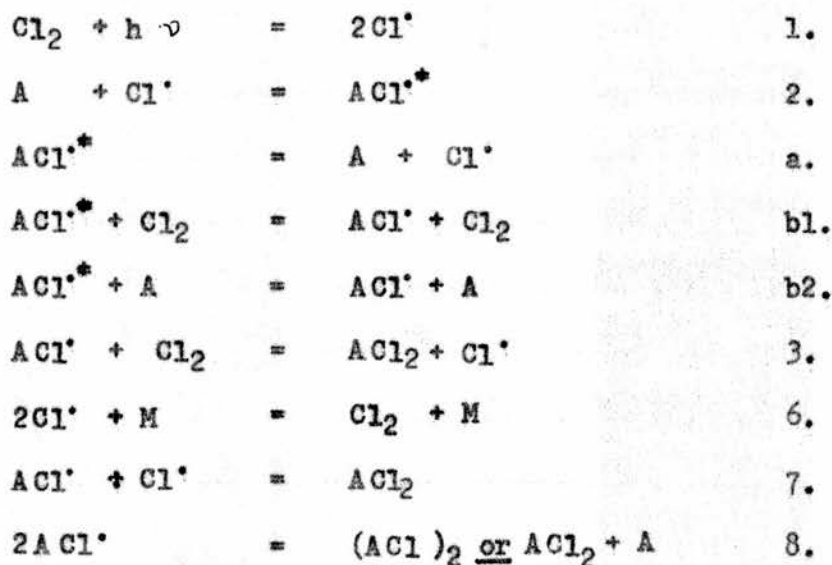 Cl₂ + h ν = 2Cl• 1.
A + Cl• = ACl•* 2.
ACl•* = A + Cl• a.
ACl•* + Cl₂ = ACl• + Cl₂ b1.
ACl•* + A = ACl• + A b2.
ACl• + Cl₂ = ACl₂ + Cl• 3.
2Cl• + M = Cl₂ + M 6.
ACl• + Cl• = ACl₂ 7.
2ACl• = (ACl)₂ or ACl₂ + A 8.